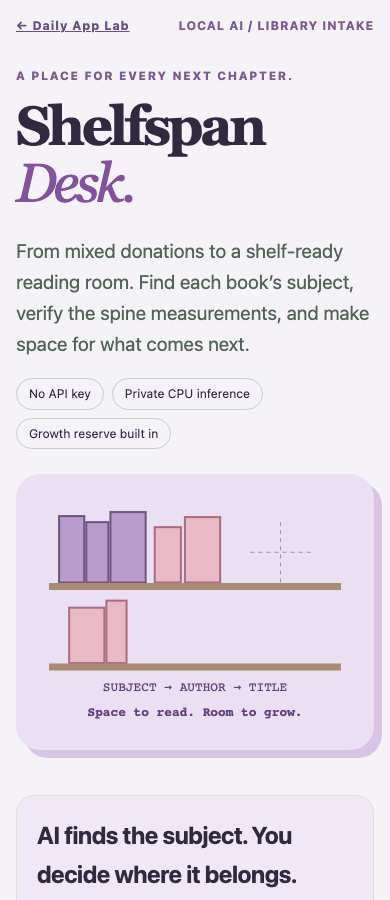 ← Daily App Lab
LOCAL AI / LIBRARY INTAKE
A PLACE FOR EVERY NEXT CHAPTER.
Shelfspan
Desk.
From mixed donations to a shelf-ready
reading room. Find each book’s subject,
verify the spine measurements, and make
space for what comes next.
No API key
Private CPU inference
Growth reserve built in
SUBJECT → AUTHOR → TITLE
Space to read. Room to grow.
AI finds the subject. You
decide where it belongs.